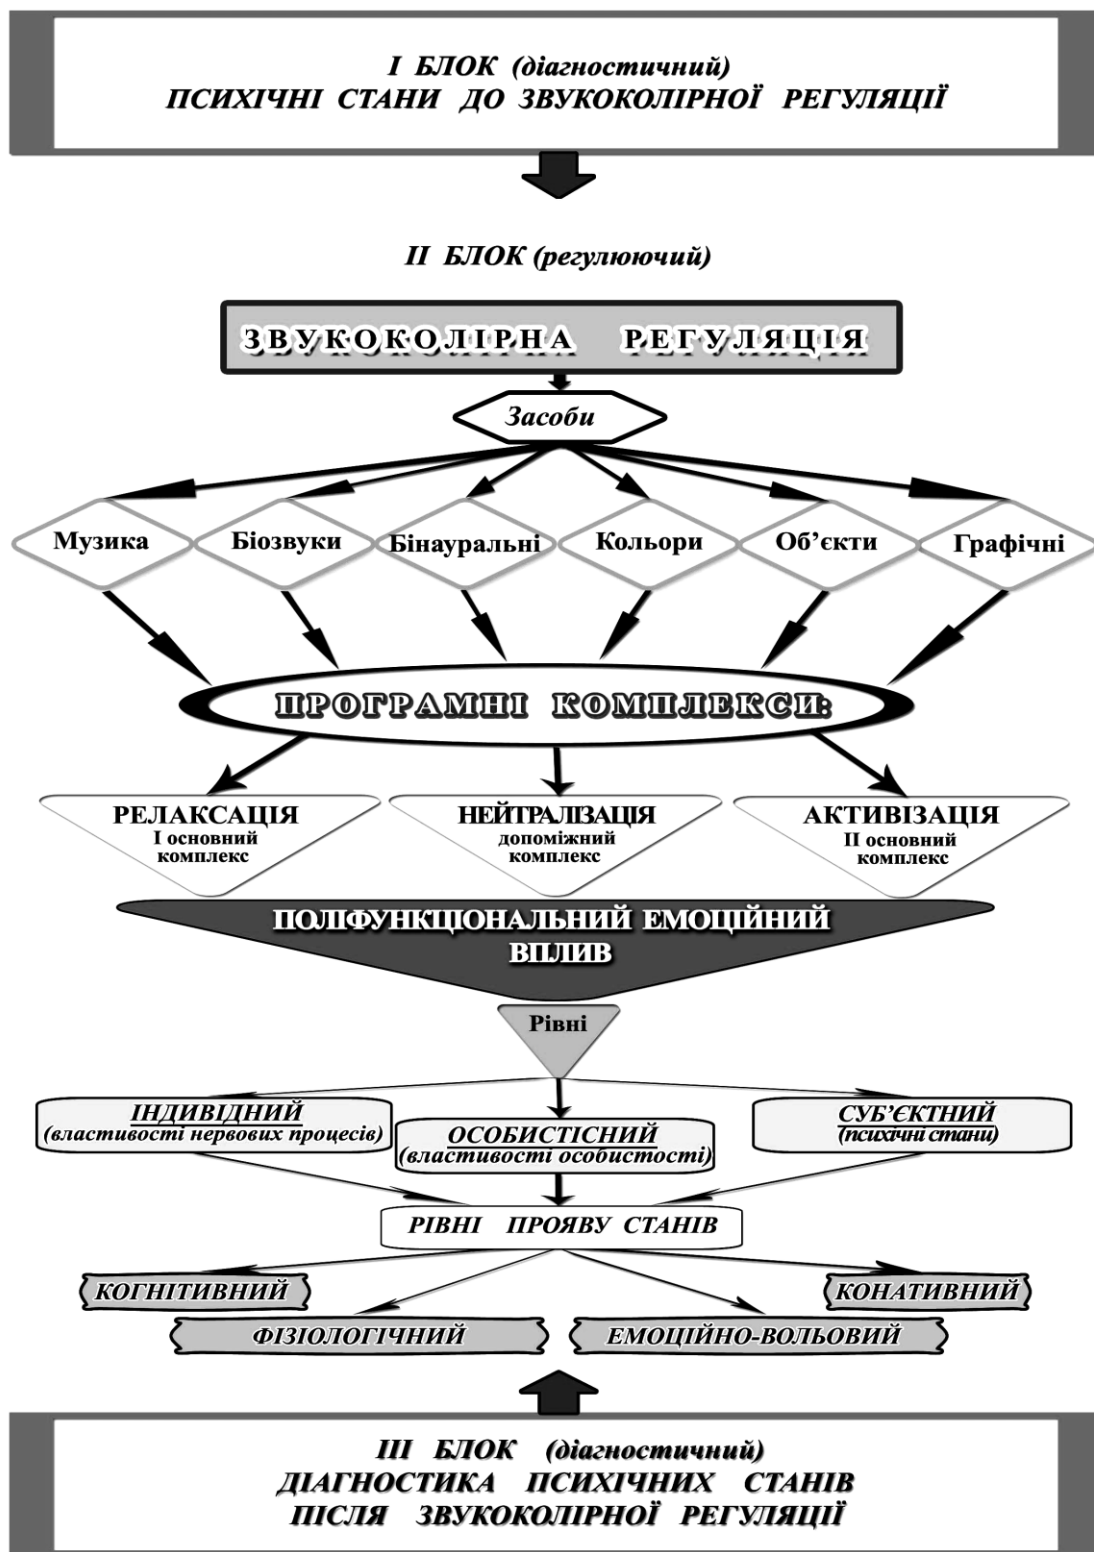 І БЛОК (діагностичний)
ПСИХІЧНІ СТАНИ ДО ЗВУКОКОЛІРНОЇ РЕГУЛЯЦІЇ
ІІ БЛОК (регулюючий)
ЗВУКОКОЛІРНА РЕГУЛЯЦІЯ
Засоби
Музика
Біозвуки
Бінауральні
Кольори
Об’єкти
Графічні
ПРОГРАМНІ КОМПЛЕКСИ:
РЕЛАКСАЦІЯ
І основний
комплекс
НЕЙТРАЛІЗАЦІЯ
допоміжний
комплекс
АКТИВІЗАЦІЯ
ІІ основний
комплекс
ПОЛІФУНКЦІОНАЛЬНИЙ ЕМОЦІЙНИЙ
ВПЛИВ
Рівні
ІНДИВІДНИЙ
(властивості нервових процесів)
ОСОБИСТІСНИЙ
(властивості особистості)
СУБ’ЄКТНИЙ
(психічні стани)
РІВНІ ПРОЯВУ СТАНІВ
КОГНІТИВНИЙ
КОНАТИВНИЙ
ФІЗІОЛОГІЧНИЙ
ЕМОЦІЙНО-ВОЛЬОВИЙ
ІІІ БЛОК (діагностичний)
ДІАГНОСТИКА ПСИХІЧНИХ СТАНІВ
ПІСЛЯ ЗВУКОКОЛІРНОЇ РЕГУЛЯЦІЇ